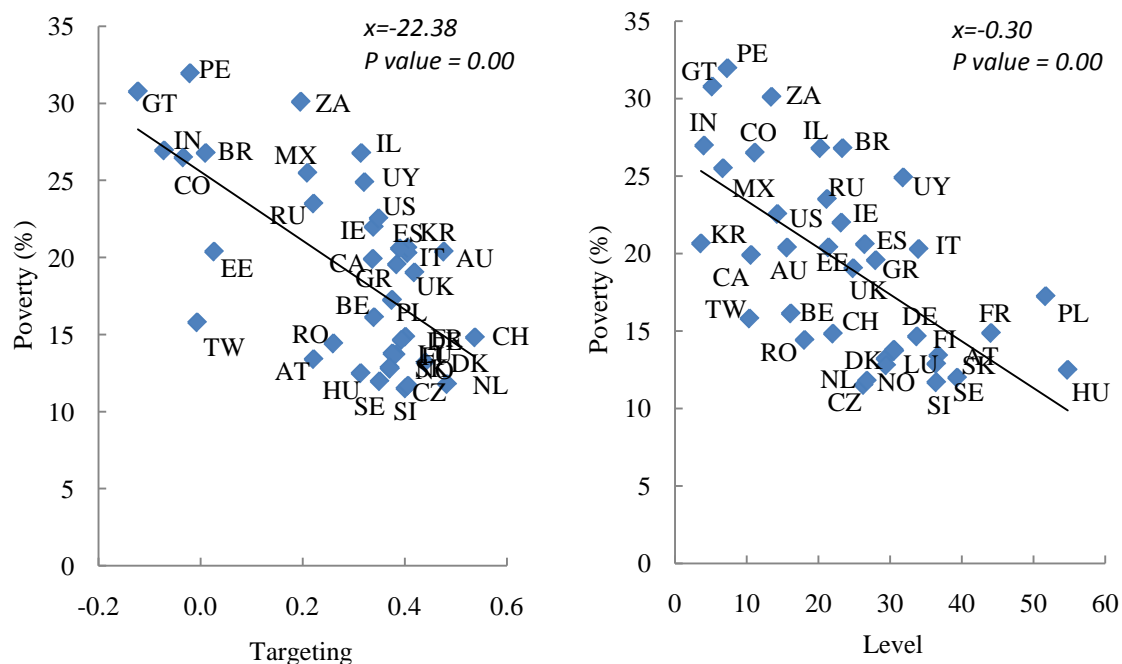 35
30
25
20
15
10
5
0
Poverty (%)
-0.2 0.0 0.2 0.4 0.6
Targeting
x=-22.38
P value = 0.00
PE
GT
ZA
IN
BR
CO
MX
IL
UY
RU
US
IE
ES
KR
EE
CA
IT
AU
GR
UK
BE
PL
TW
RO
CH
AT
DK
HU
SE
CZ
NL
SI
35
30
25
20
15
10
5
0
Poverty (%)
0 10 20 30 40 50 60
Level
x=-0.30
P value = 0.00
PE
GT
ZA
IN
CO
IL
BR
MX
RU
UY
US
IE
KR
ES
IT
CA
AU
EE
GR
UK
TW
BE
CH
DE
FR
PL
RO
DK
FI
AT
LU
SK
NL
NO
HU
CZ
SI
SE